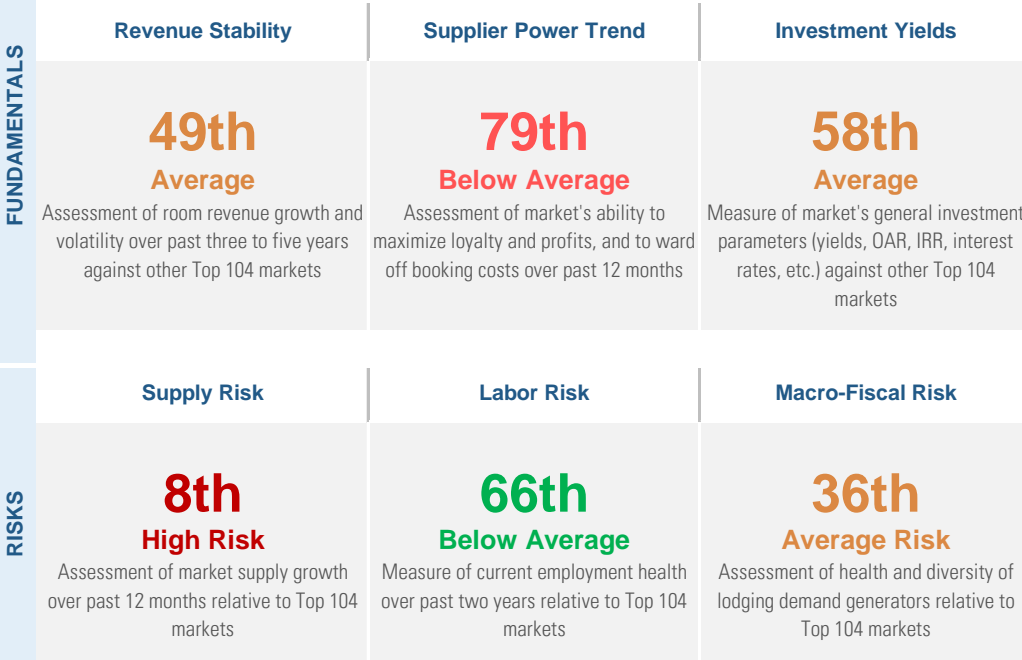 FUNDAMENTALS
Revenue Stability
49th
Average
Assessment of room revenue growth and
volatility over past three to five years
against other Top 104 markets
Supplier Power Trend
79th
Below Average
Assessment of market's ability to
maximize loyalty and profits, and to ward
off booking costs over past 12 months
Investment Yields
58th
Average
Measure of market's general investment
parameters (yields, OAR, IRR, interest
rates, etc.) against other Top 104
markets
RISKS
Supply Risk
8th
High Risk
Assessment of market supply growth
over past 12 months relative to Top 104
markets
Labor Risk
66th
Below Average
Measure of current employment health
over past two years relative to Top 104
markets
Macro-Fiscal Risk
36th
Average Risk
Assessment of health and diversity of
lodging demand generators relative to
Top 104 markets